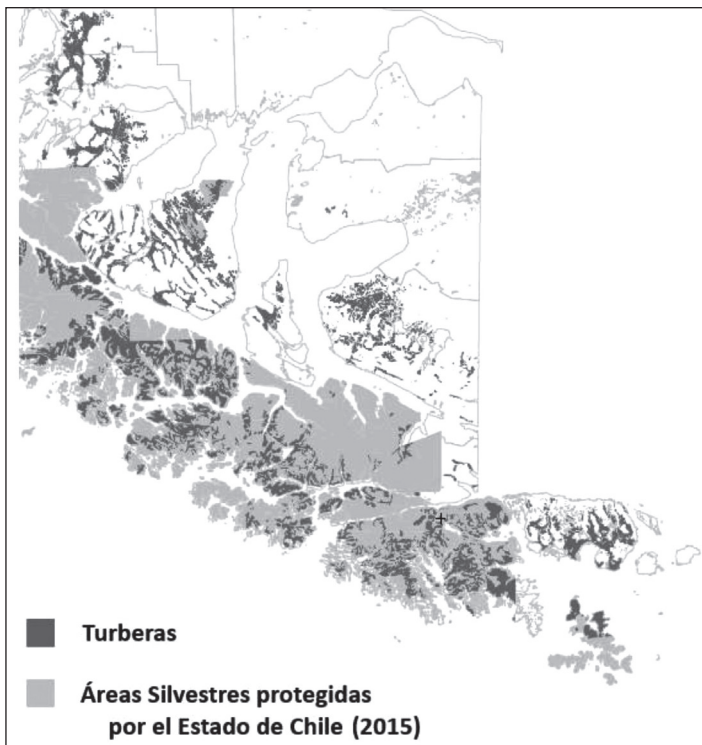 Turberas
Áreas Silvestres protegidas
por el Estado de Chile (2015)